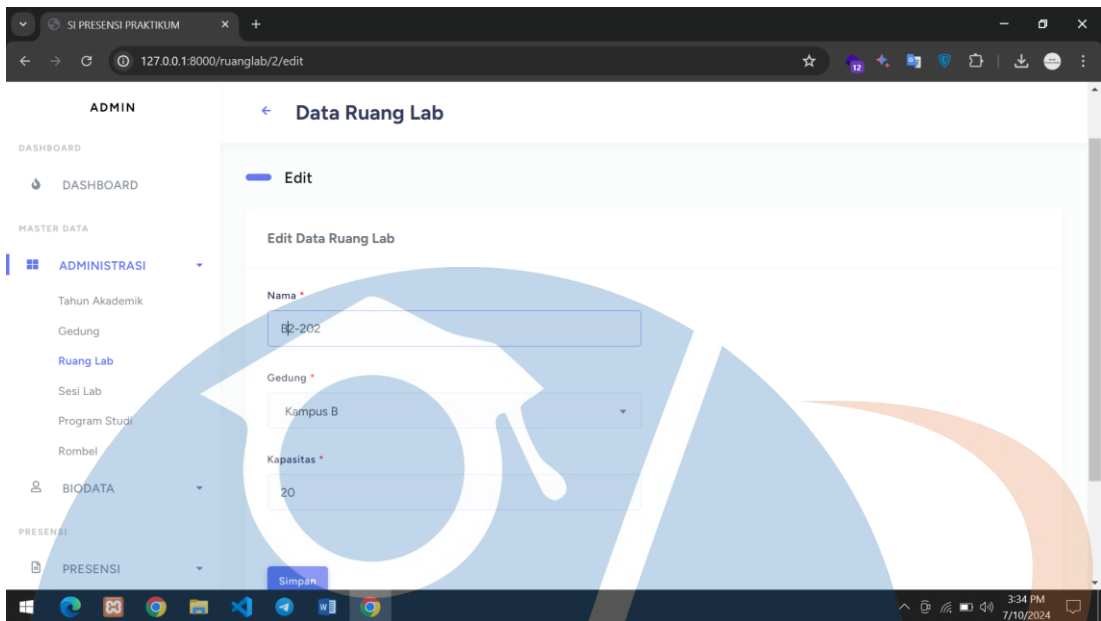 SI PRESENSI PRAKTIKUM
127.0.0.1:8000/ruanglab/2/edit
12
ADMIN
DASHBOARD
DASHBOARD
MASTER DATA
ADMINISTRASI
Tahun Akademik
Gedung
Ruang Lab
Sesi Lab
Program Studi
Rombel
BIODATA
PRESENSI
PRESENSI
Data Ruang Lab
Edit
Edit Data Ruang Lab
Nama *
B2-202
Gedung *
Kampus B
Kapasitas *
20
Simpan
3:34 PM
7/10/2024